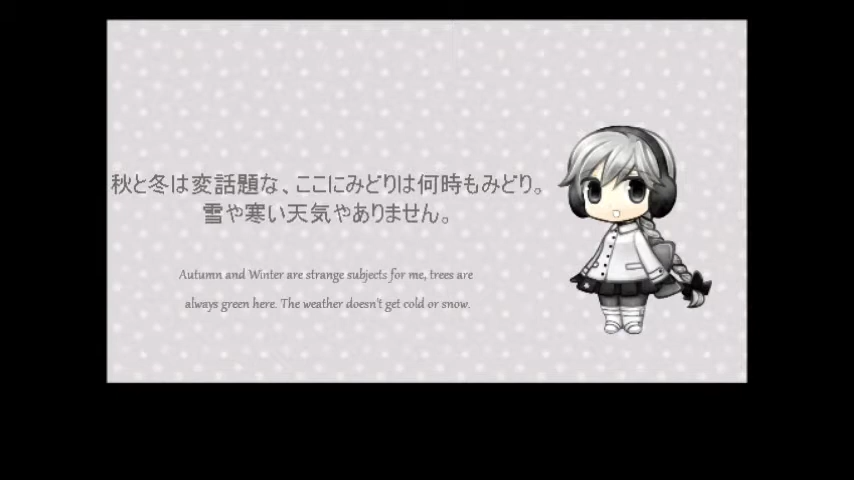 秋と冬は変話題な、ここにみどりは何時もみどり。
雪や寒い天気やありません。
Autumn and Winter are strange subjects for me, trees are
always green here. The weather doesn't get cold or snow.